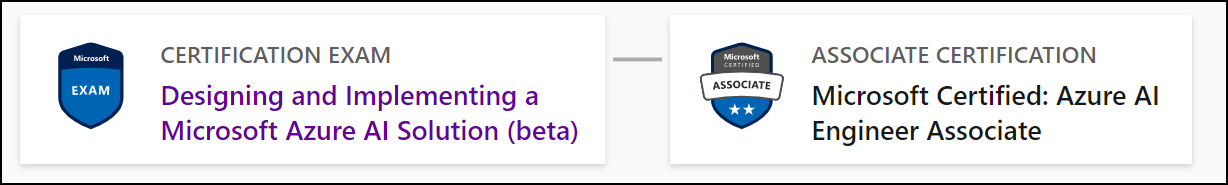 Microsoft
EXAM
CERTIFICATION EXAM
Designing and Implementing a
Microsoft Azure AI Solution (beta)
Microsoft
CERTIFIED
ASSOCIATE
ASSOCIATE CERTIFICATION
Microsoft Certified: Azure AI
Engineer Associate